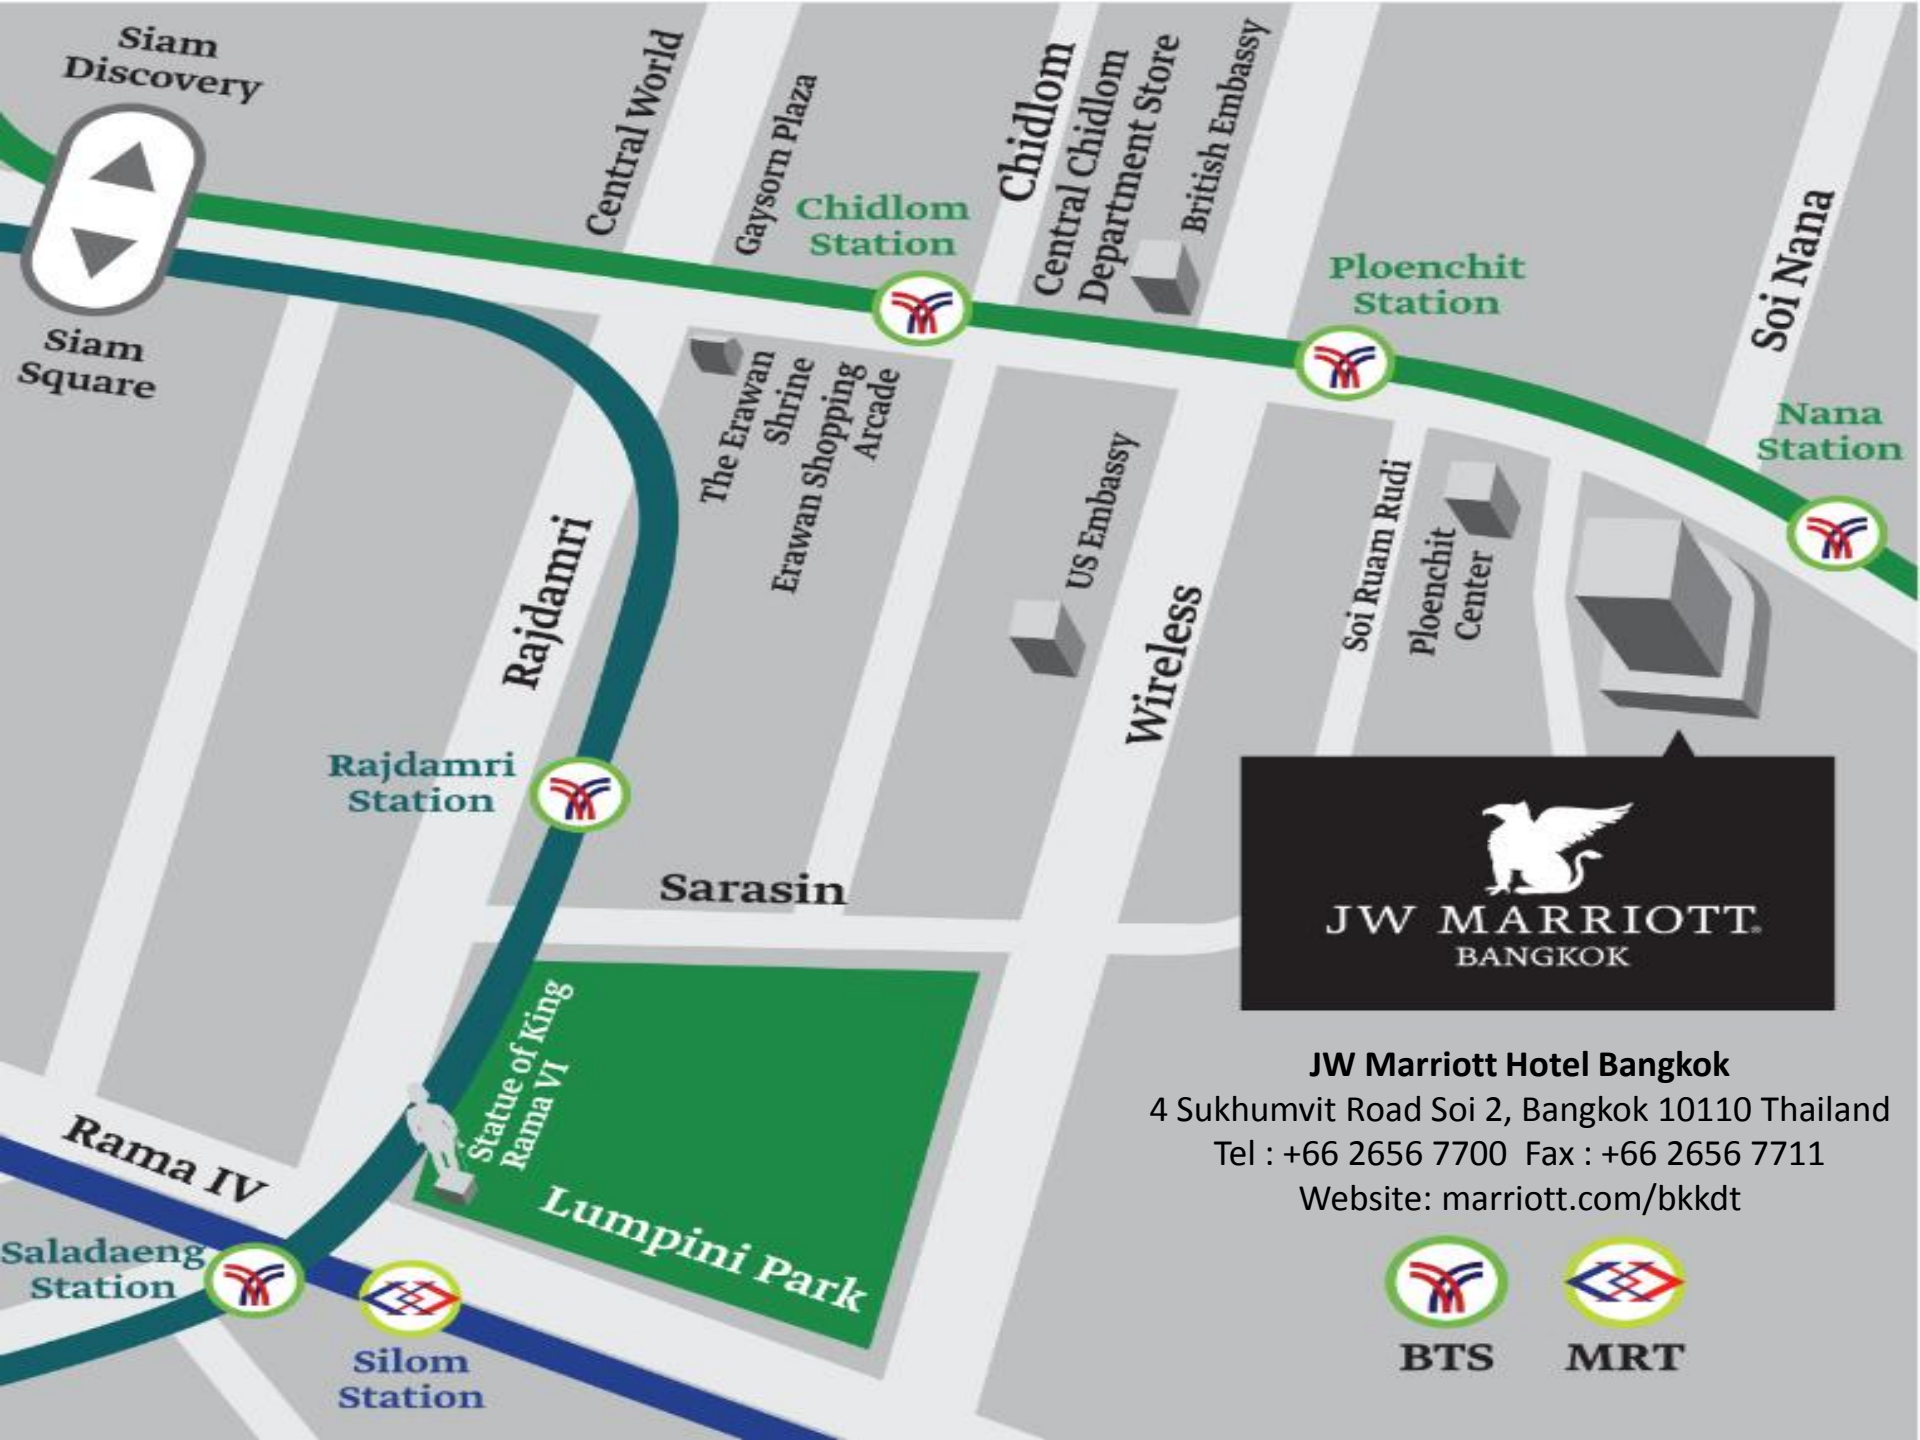 Siam
Discovery
Siam
Square
Central World
Gaysorn Plaza
Chidlom
Station
Chidlom
Central Chidlom
Department Store
British Embassy
Ploenchit
Station
Soi Nana
Nana
Station
The Erawan
Shrine
Erawan Shopping
Arcade
US Embassy
Rajdamri
Wireless
Soi Ruam Rudi
Ploenchit
Center
Rajdamri
Station
Sarasin
JW MARRIOTT®
BANGKOK
Statue of King
Rama VI
Lumpini Park
Rama IV
Saladaeng
Station
Silom
Station
JW Marriott Hotel Bangkok
4 Sukhumvit Road Soi 2, Bangkok 10110 Thailand
Tel : +66 2656 7700 Fax : +66 2656 7711
Website: marriott.com/bkkdt
BTS
MRT